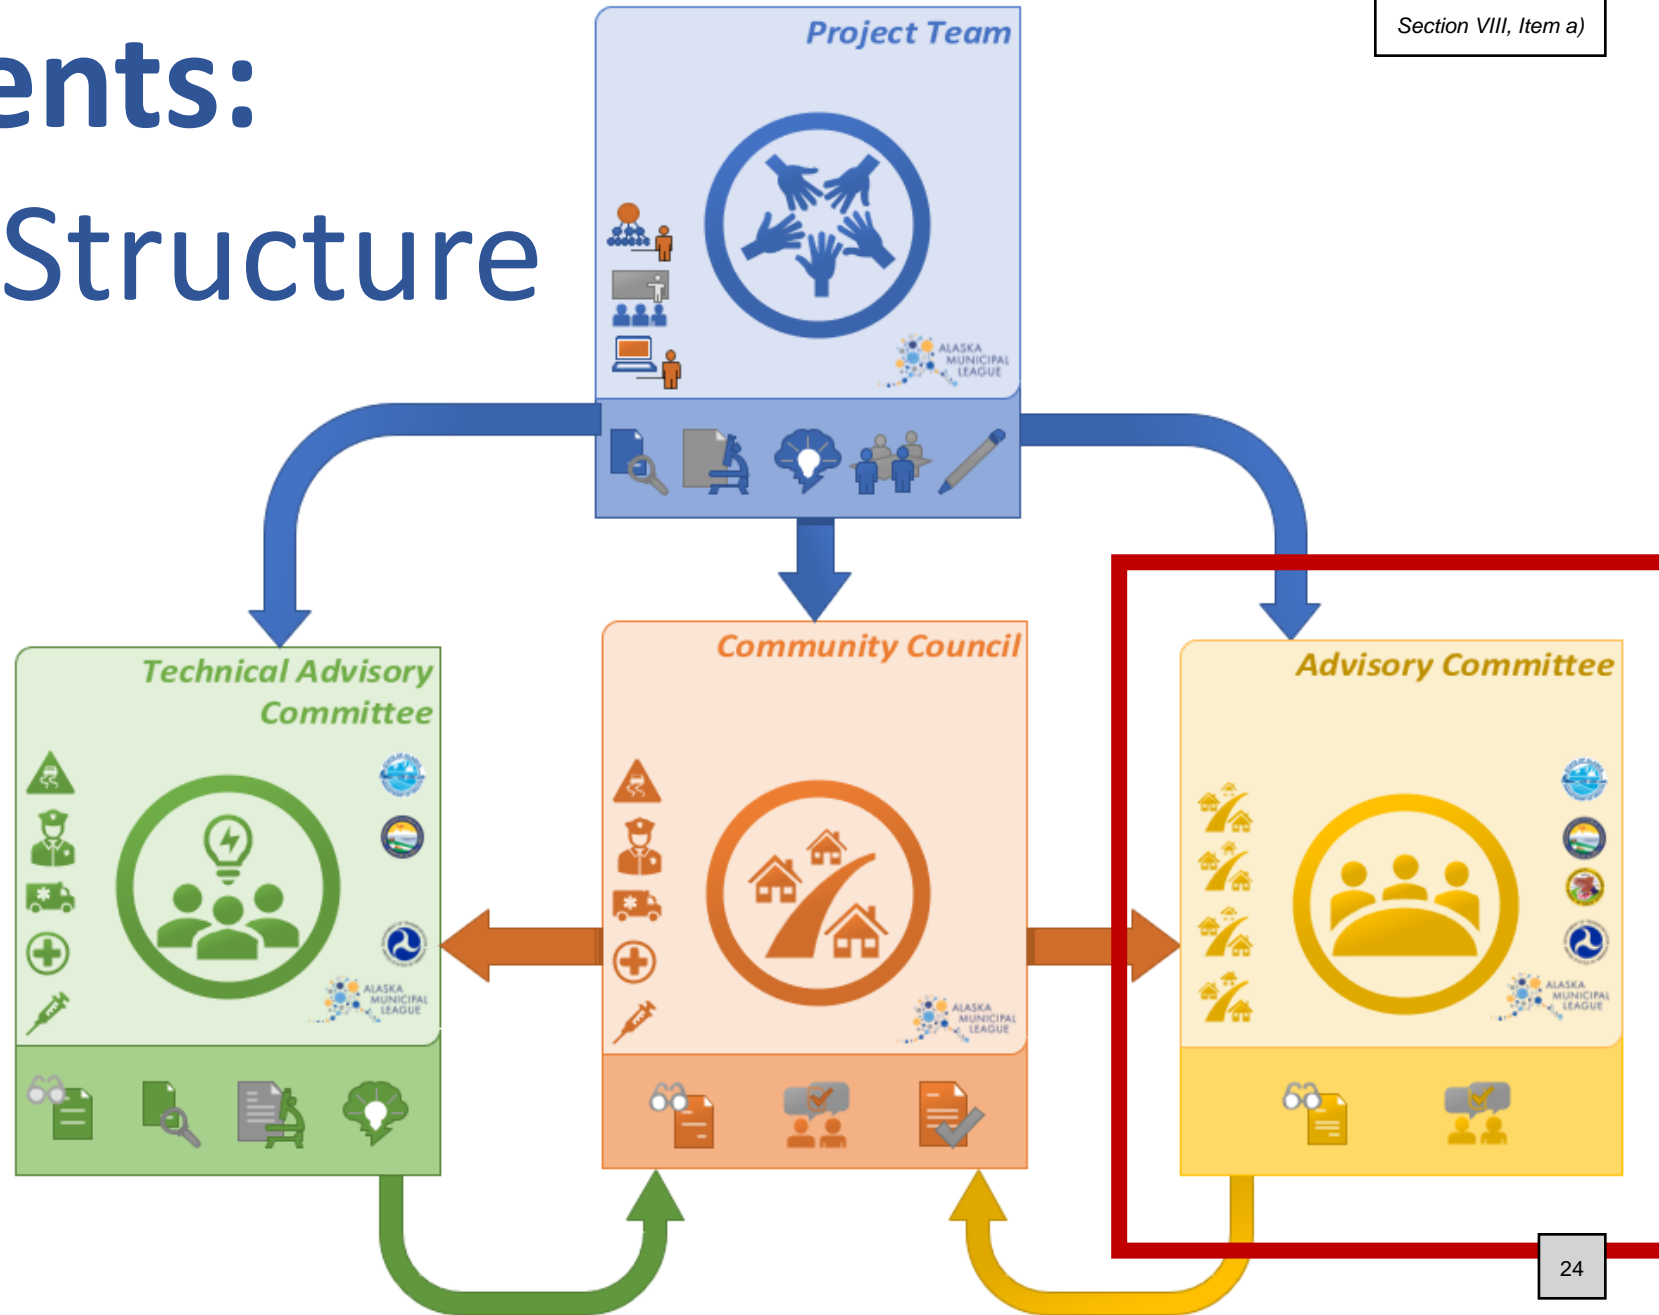 Section VIII, Item a)
ents:
Structure
Project Team
ALASKA
MUNICIPAL
LEAGUE
Technical Advisory
Committee
ALASKA
MUNICIPAL
LEAGUE
Community Council
ALASKA
MUNICIPAL
LEAGUE
Advisory Committee
ALASKA
MUNICIPAL
LEAGUE
24